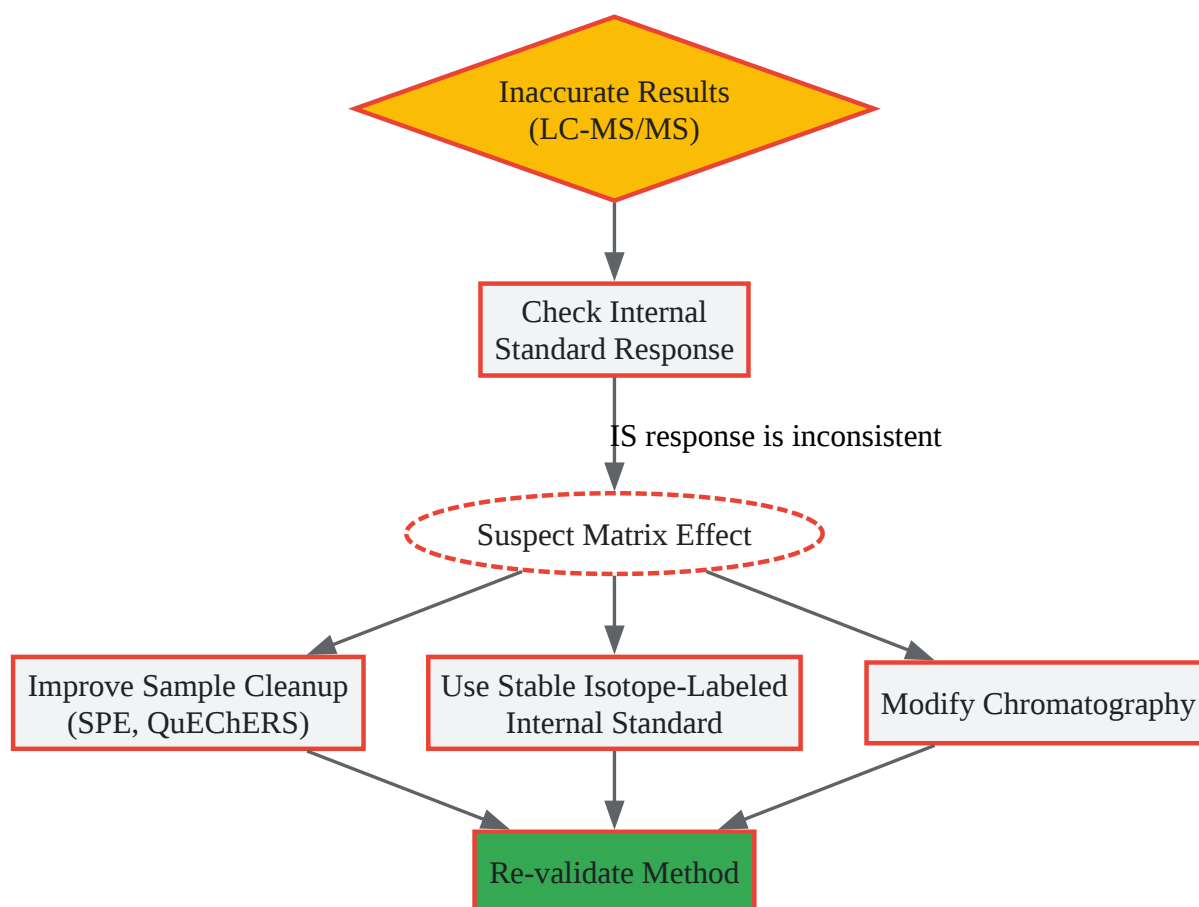 Inaccurate Results
(LC-MS/MS)
Check Internal
Standard Response
IS response is inconsistent
Suspect Matrix Effect
Improve Sample Cleanup
(SPE, QuEChERS)
Use Stable Isotope-Labeled
Internal Standard
Modify Chromatography
Re-validate Method